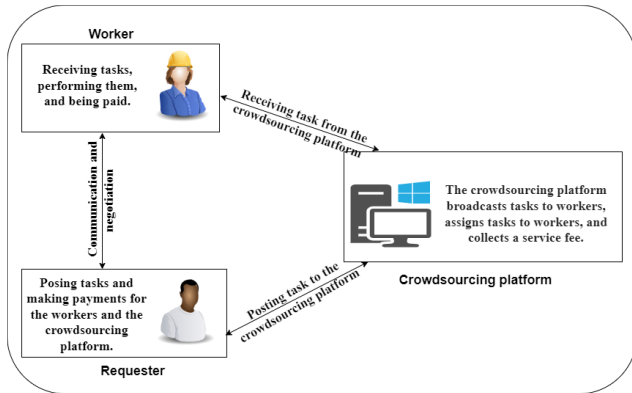 Worker
Receiving tasks,
performing them,
and being paid.
Receiving task from the
crowdsourcing platform
Communication and
negotiation
The crowdsourcing platform
broadcasts tasks to workers,
assigns tasks to workers, and
collects a service fee.
Crowdsourcing platform
Posing tasks and
making payments for
the workers and the
crowdsourcing
platform.
Posting task to the
crowdsourcing platform
Requester